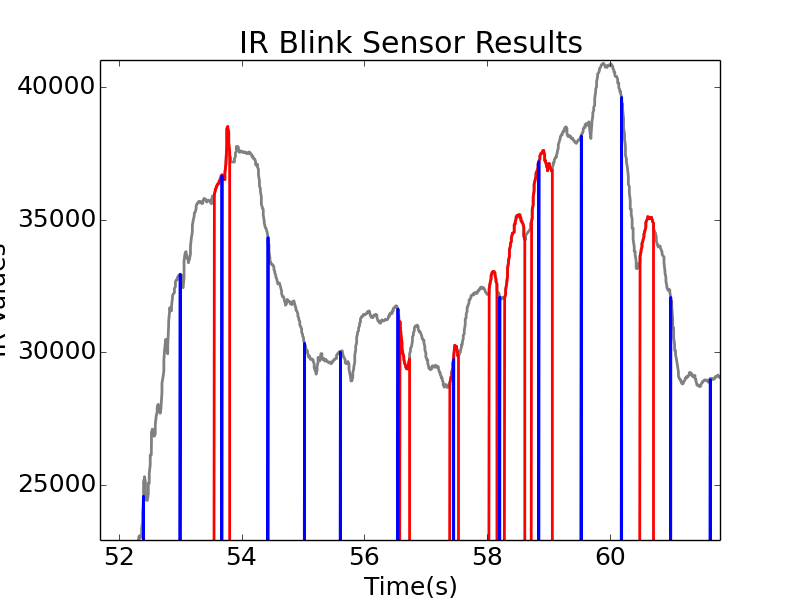 IR Blink Sensor Results
40000
35000
30000
25000
IR Values
52 54 56 58 60
Time(s)